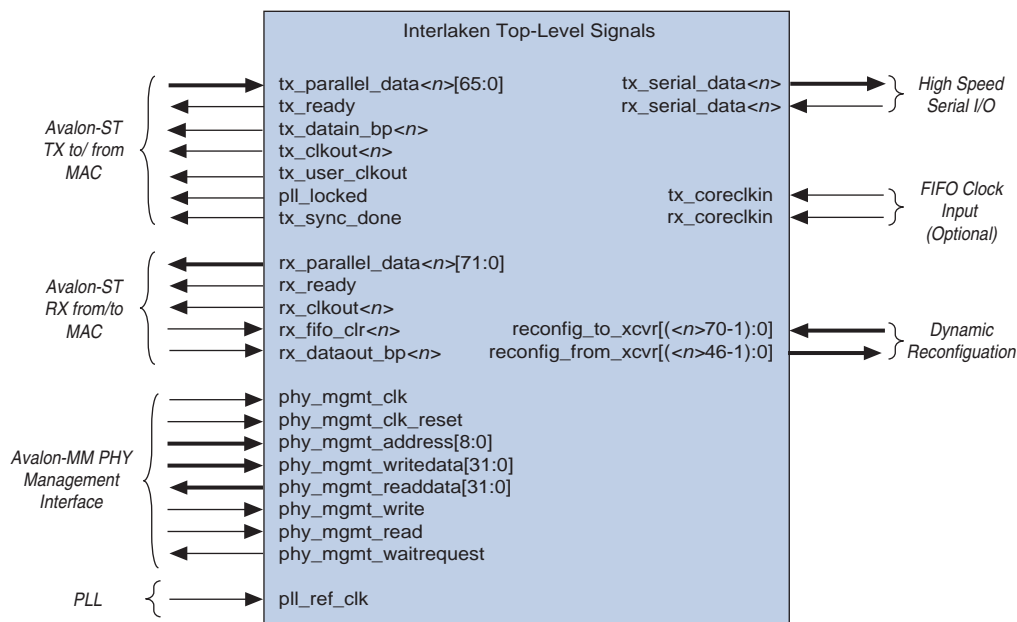 Interlaken Top-Level Signals
Avalon-ST
TX to/ from
MAC
tx_parallel_data<n>[65:0]
tx_ready
tx_datain_bp<n>
tx_clkout<n>
tx_user_clkout
pll_locked
tx_sync_done
Avalon-ST
RX from/to
MAC
rx_parallel_data<n>[71:0]
rx_ready
rx_clkout<n>
rx_fifo_clr<n>
rx_dataout_bp<n>
Avalon-MM PHY
Management
Interface
phy_mgmt_clk
phy_mgmt_clk_reset
phy_mgmt_address[8:0]
phy_mgmt_writedata[31:0]
phy_mgmt_readdata[31:0]
phy_mgmt_write
phy_mgmt_read
phy_mgmt_waitrequest
PLL
pll_ref_clk
tx_serial_data<n>
rx_serial_data<n>
High Speed
Serial I/O
tx_coreclkin
rx_coreclkin
FIFO Clock
Input
(Optional)
reconfig_to_xcvr[(<n>70-1):0]
reconfig_from_xcvr[(<n>46-1):0]
Dynamic
Reconfiguation